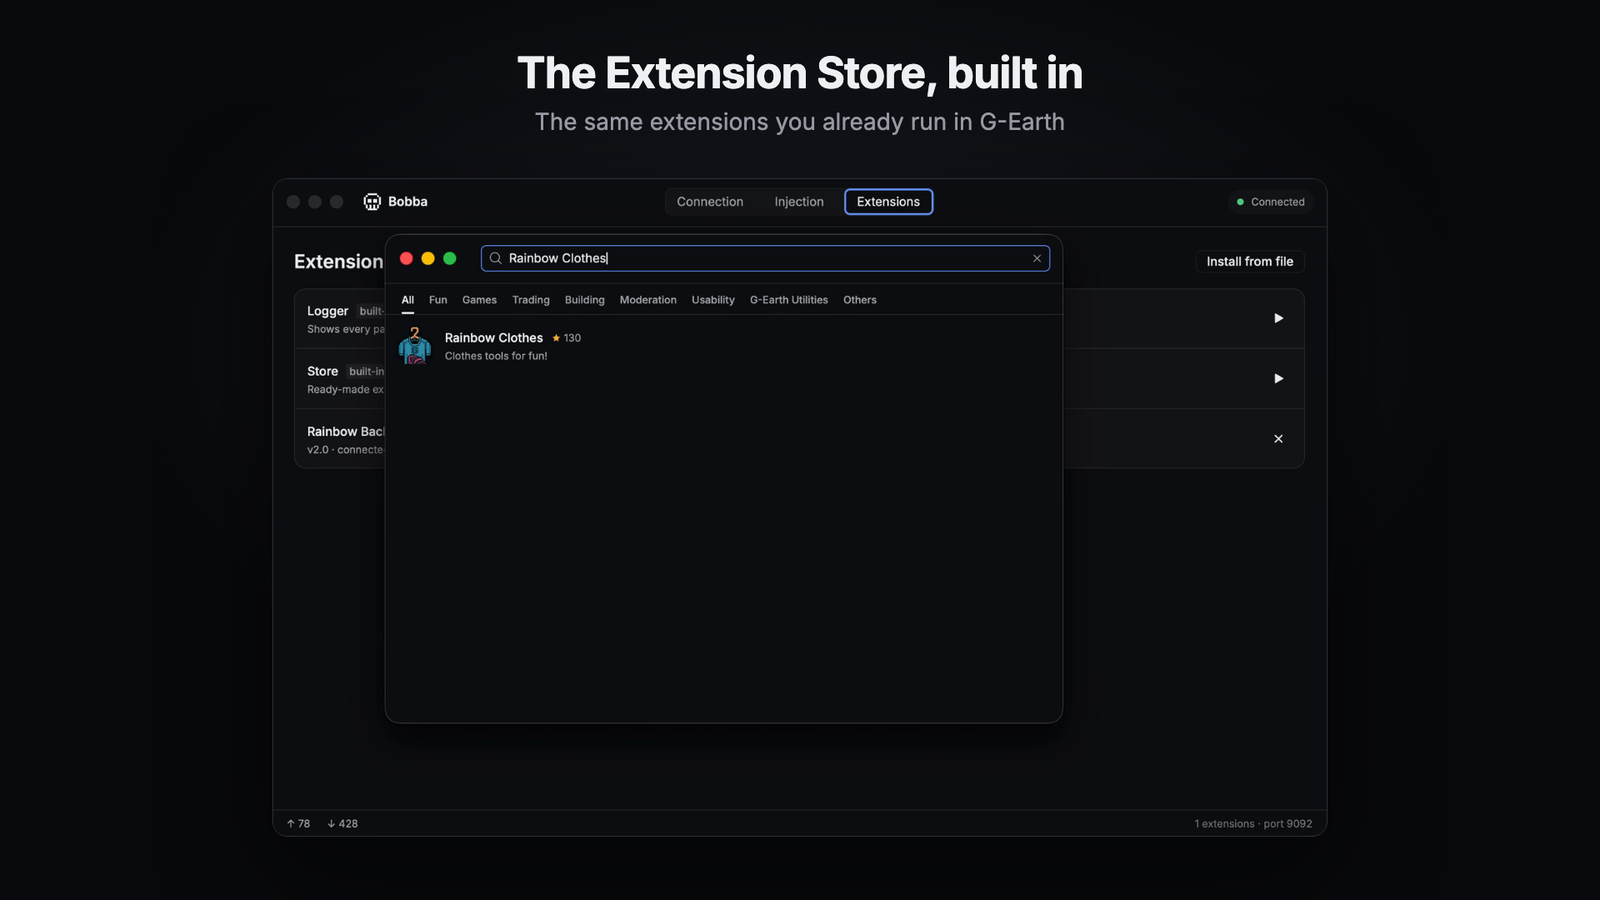 The Extension Store, built in
The same extensions you already run in G-Earth
Bobba
Connection
Injection
Extensions
Connected
Extension
Rainbow Clothes
Install from file
All
Fun
Games
Trading
Building
Moderation
Usability
G-Earth Utilities
Others
Logger built-
Shows every pa
Rainbow Clothes ★ 130
Clothes tools for fun!
Store built-in
Ready-made ex
Rainbow Bac
v2.0 · connecte
↑ 78
↓ 428
1 extensions · port 9092